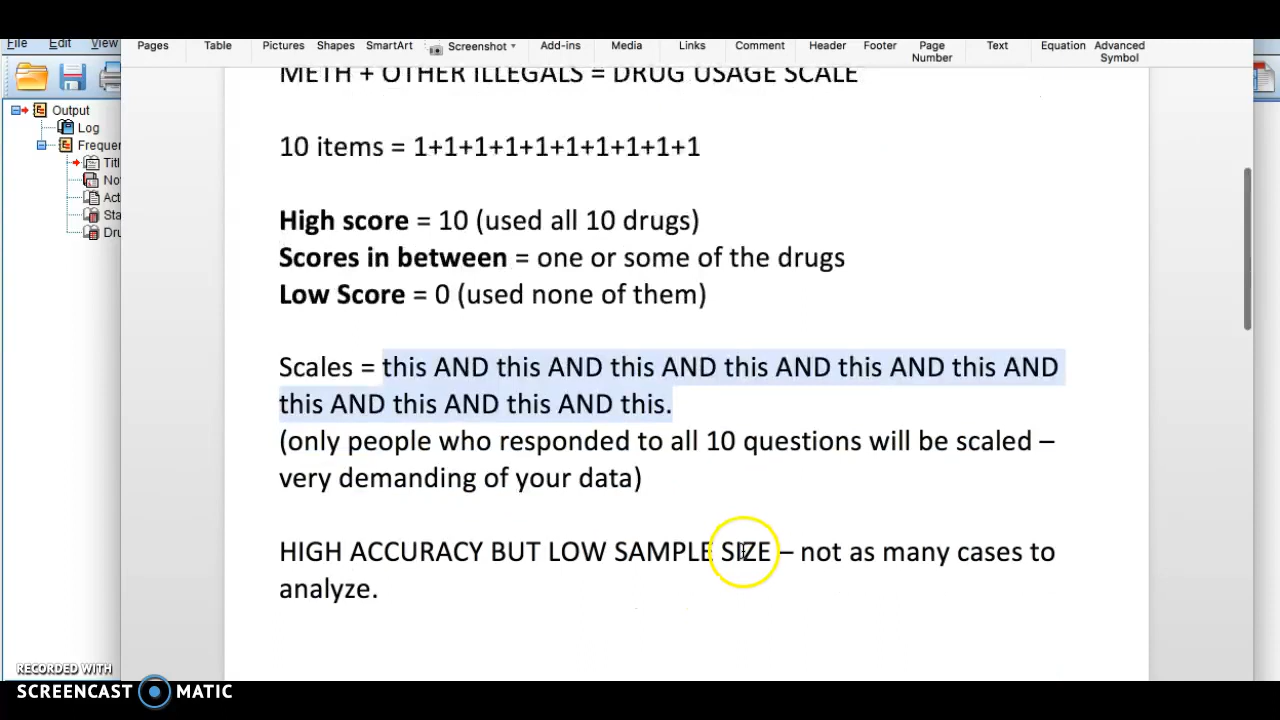 File Edit View
Pages Table Pictures Shapes SmartArt Screenshot Add-ins Media Links Comment Header Footer Page Number Text Equation Advanced Symbol
Output
Log
Freque
Titl
No
Act
Sta
Dru
METH + OTHER ILLEGALS = DRUG USAGE SCALE
10 items = 1+1+1+1+1+1+1+1+1+1
High score = 10 (used all 10 drugs)
Scores in between = one or some of the drugs
Low Score = 0 (used none of them)
Scales = this AND this AND this AND this AND this AND this AND
this AND this AND this AND this.
(only people who responded to all 10 questions will be scaled –
very demanding of your data)
HIGH ACCURACY BUT LOW SAMPLE SIZE – not as many cases to
analyze.
RECORDED WITH
SCREENCAST MATIC